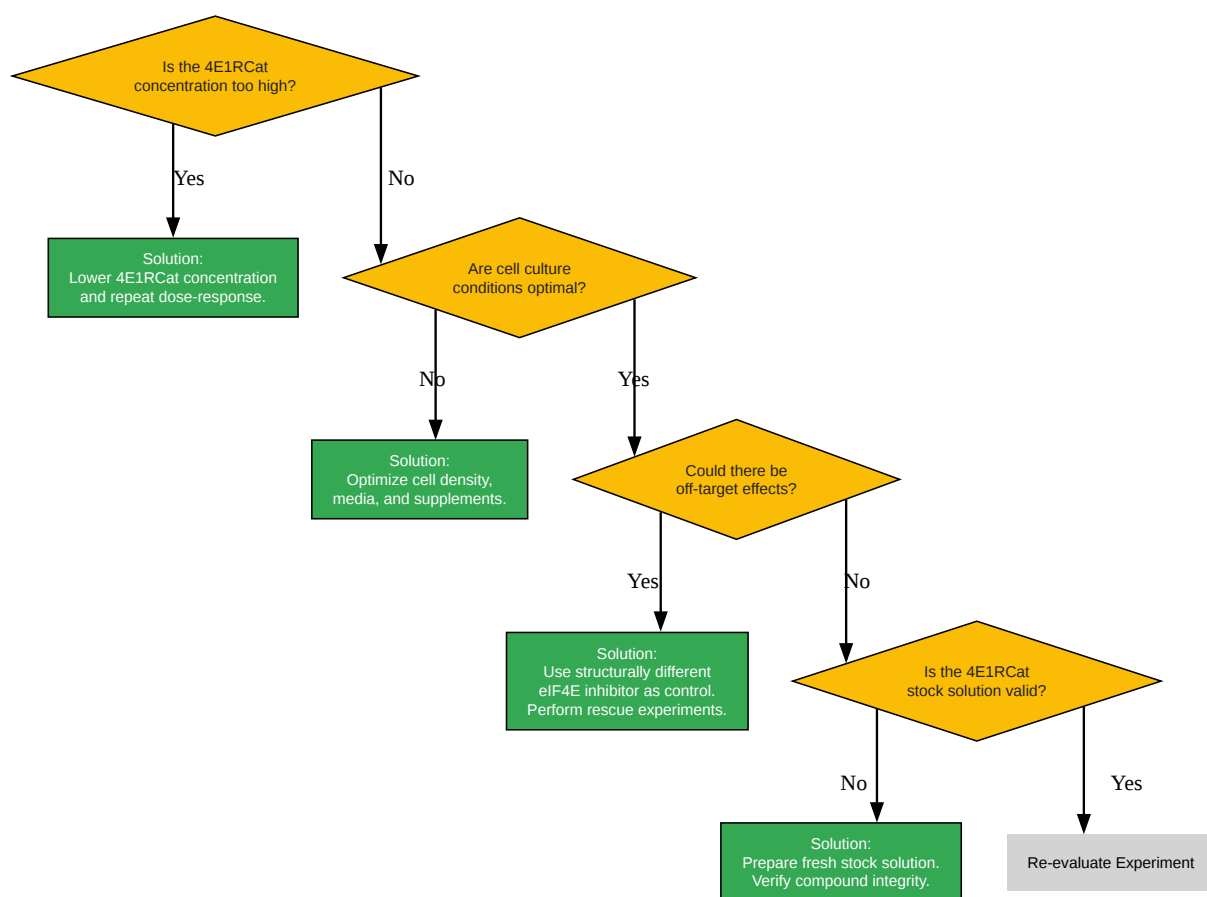 Is the 4E1RCat
concentration too high?
Yes
No
Solution:
Lower 4E1RCat concentration
and repeat dose-response.
Are cell culture
conditions optimal?
No
Yes
Solution:
Optimize cell density,
media, and supplements.
Could there be
off-target effects?
Yes
No
Solution:
Use structurally different
eIF4E inhibitor as control.
Perform rescue experiments.
Is the 4E1RCat
stock solution valid?
No
Yes
Solution:
Prepare fresh stock solution.
Verify compound integrity.
Re-evaluate Experiment